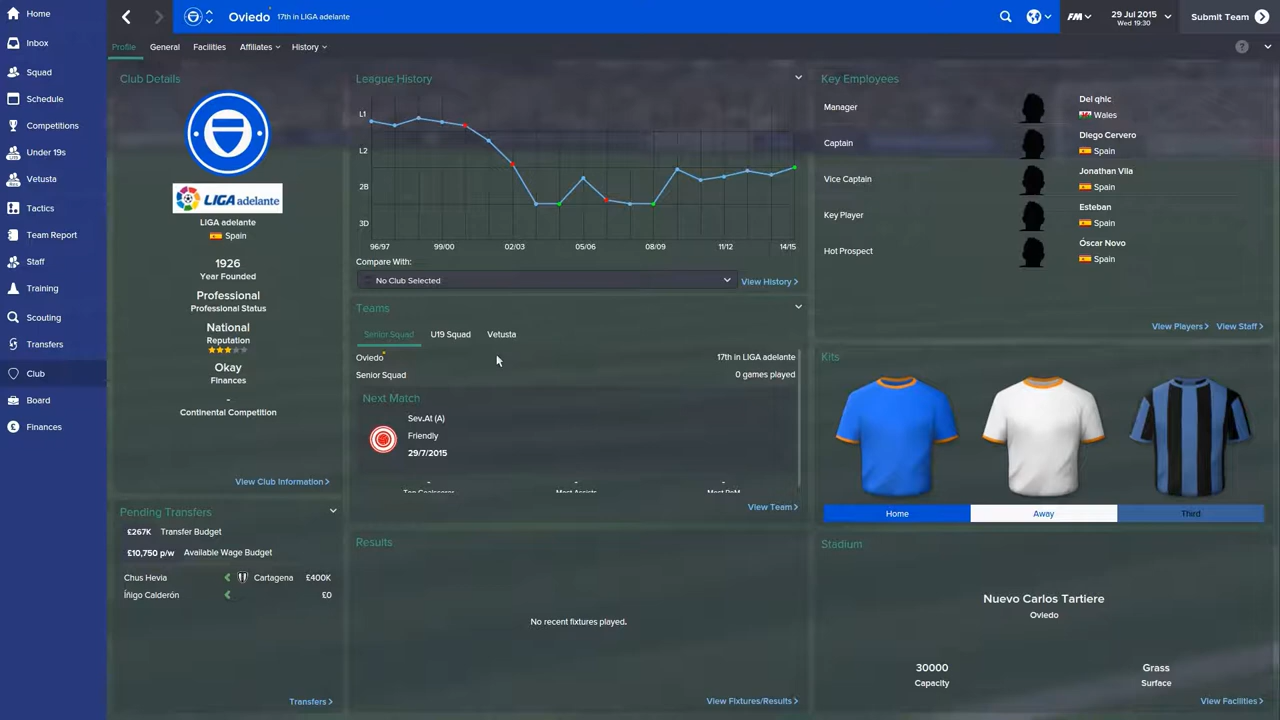 Home
Inbox
Squad
Schedule
Competitions
Under 19s
Vetusta
Tactics
Team Report
Staff
Training
Scouting
Transfers
Club
Board
Finances
Oviedo
17th in LIGA adelante
FM
29 Jul 2015
Wed 19:30
Submit Team
Profile
General
Facilities
Affiliates
History
Club Details
LIGA adelante
LIGA adelante
Spain
1926
Year Founded
Professional
Professional Status
National
Reputation
Okay
Finances
-
Continental Competition
View Club Information >
Pending Transfers
£267K Transfer Budget
£10,750 p/w Available Wage Budget
Chus Hevia Cartagena £400K
Íñigo Calderón £0
Transfers >
League History
L1
L2
2B
3D
96/97 99/00 02/03 05/06 08/09 11/12 14/15
Compare With:
No Club Selected
View History >
Teams
Senior Squad U19 Squad Vetusta
Oviedo 17th in LIGA adelante
Senior Squad 0 games played
Next Match
Sev.At (A)
Friendly
29/7/2015
- - -
Top Goalscorer Most Assists Most PoM
View Team >
Results
No recent fixtures played.
View Fixtures/Results >
Key Employees
Manager Del qhic
Wales
Captain Diego Cervero
Spain
Vice Captain Jonathan Vila
Spain
Key Player Esteban
Spain
Hot Prospect Óscar Novo
Spain
View Players > View Staff >
Kits
Home Away Third
Stadium
Nuevo Carlos Tartiere
Oviedo
30000 Grass
Capacity Surface
View Facilities >